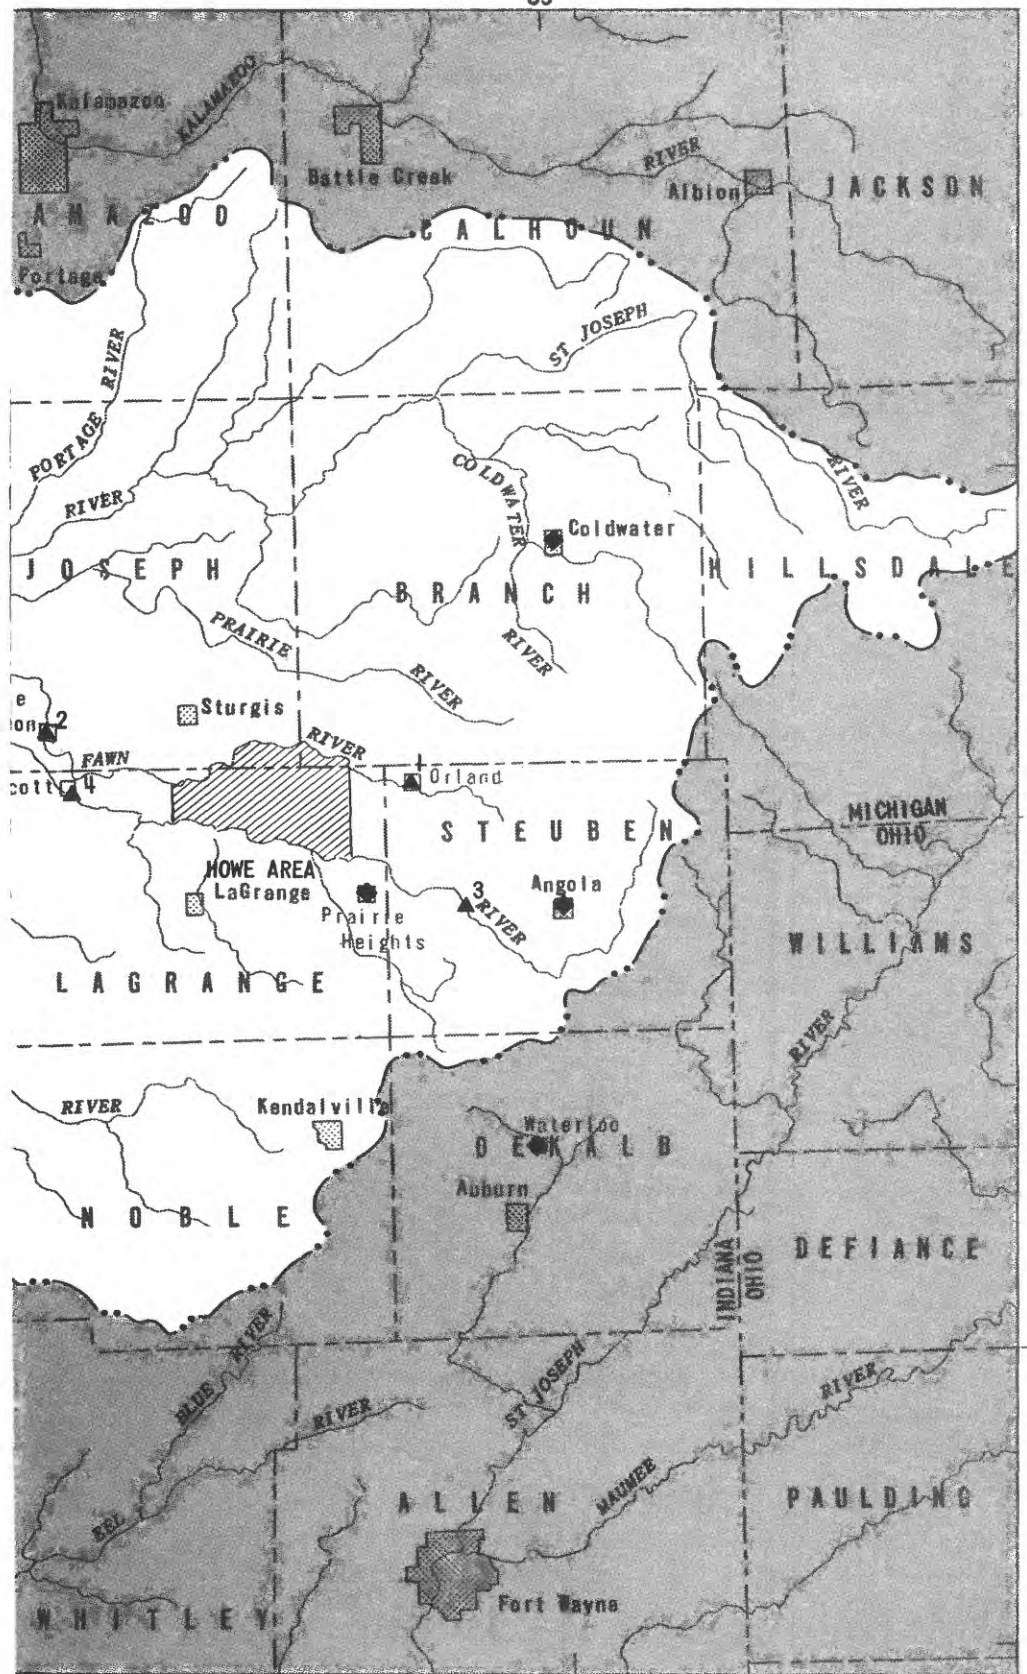 Kalamazoo
KALAMAZOO
Battle Creek
RIVER
Albion
JACKSON
AMAZOO
CALHOUN
Portage
ST JOSEPH
RIVER
PORTAGE
RIVER
COLDWATER
RIVER
Coldwater
JOSEPH
BRANCH
HILLSDALE
PRAIRIE
RIVER
RIVER
e
on
2
Sturgis
FAWN
RIVER
cott
4
Orland
MICHIGAN
OHIO
STEUBEN
HOWE AREA
LaGrange
Prairie
Heights
3
RIVER
Angola
WILLIAMS
LAGRANGE
RIVER
RIVER
Kendalville
Waterloo
DEKALB
Auburn
NOBLE
DEFIANCE
INDIANA
OHIO
BLUE RIVER
RIVER
ST JOSEPH
RIVER
MAUMEE
EEL
ALLEN
PAULDING
WHITLEY
Fort Wayne